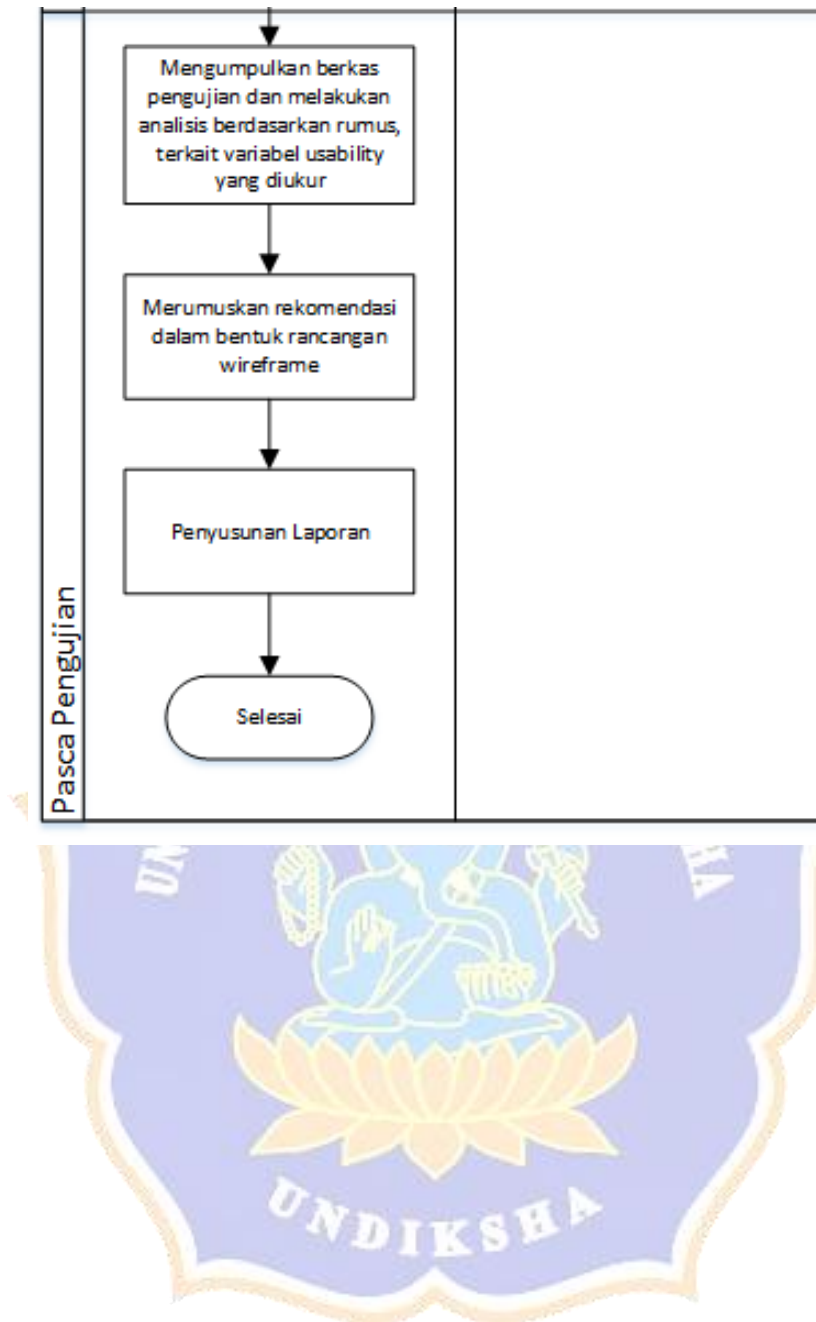 Mengumpulkan berkas
pengujian dan melakukan
analisis berdasarkan rumus,
terkait variabel usability
yang diukur
Merumuskan rekomendasi
dalam bentuk rancangan
wireframe
Penyusunan Laporan
Selesai
Pasca Pengujian
UNDIKSHA